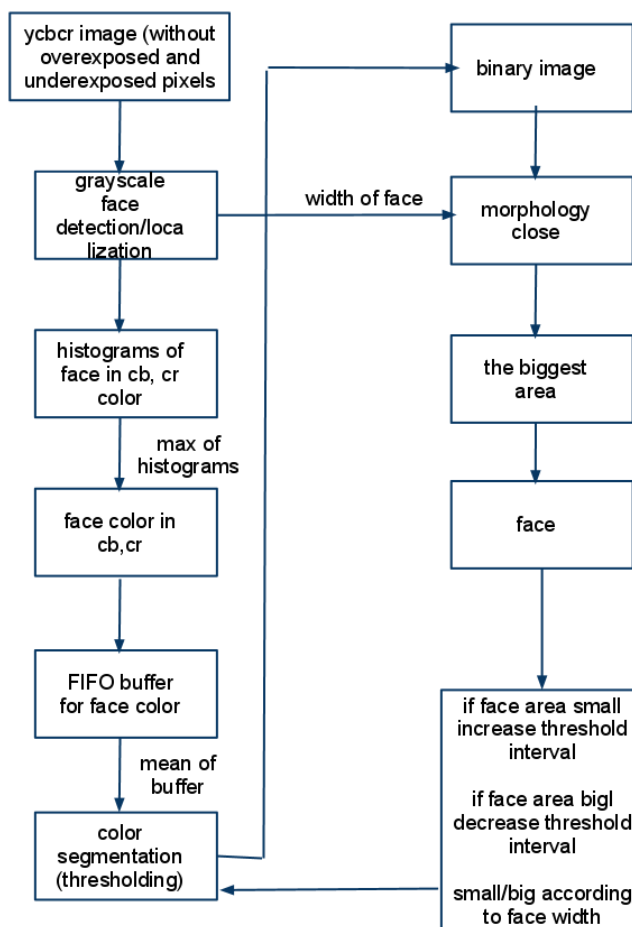 ycbcr image (without
overexposed and
underexposed pixels
grayscale
face
detection/loca
lization
width of face
histograms of
face in cb, cr
color
max of
histograms
face color in
cb,cr
FIFO buffer
for face color
mean of
buffer
color
segmentation
(thresholding)
binary image
morphology
close
the biggest
area
face
if face area small
increase threshold
interval
if face area bigl
decrease threshold
interval
small/big according
to face width